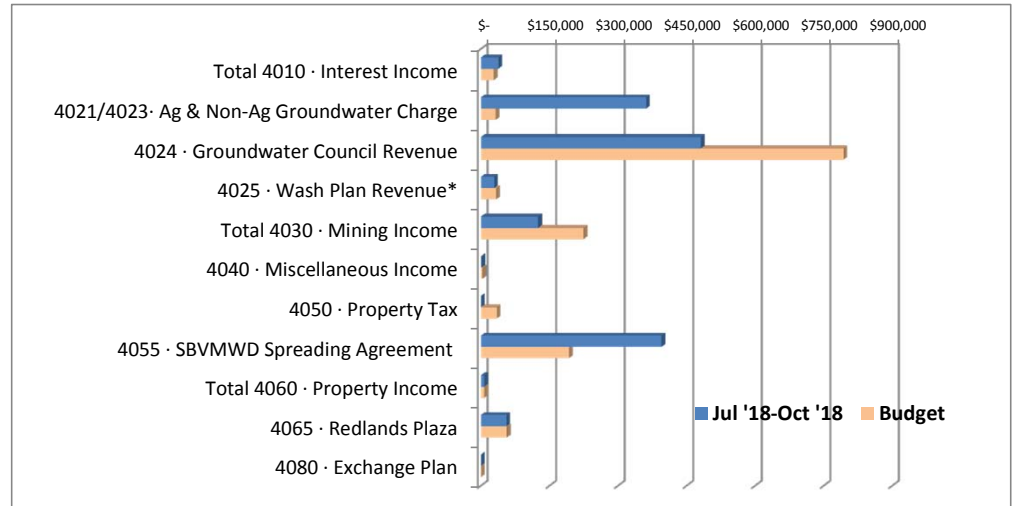 $- $150,000 $300,000 $450,000 $600,000 $750,000 $900,000
Total 4010 · Interest Income
4021/4023· Ag & Non-Ag Groundwater Charge
4024 · Groundwater Council Revenue
4025 · Wash Plan Revenue*
Total 4030 · Mining Income
4040 · Miscellaneous Income
4050 · Property Tax
4055 · SBVMWD Spreading Agreement
Total 4060 · Property Income
4065 · Redlands Plaza
4080 · Exchange Plan
Jul '18-Oct '18 Budget